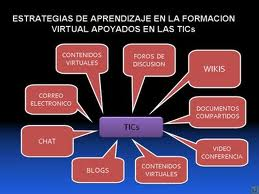 ESTRATEGIAS DE APRENDIZAJE EN LA FORMACION
VIRTUAL APOYADOS EN LAS TICs
CONTENIDOS
VIRTUALES
FOROS DE
DISCUSION
WIKIS
CORREO
ELECTRONICO
DOCUMENTOS
COMPARTIDOS
TICs
CHAT
VIDEO
CONFERENCIA
BLOGS
CONTENIDOS
VIRTUALES